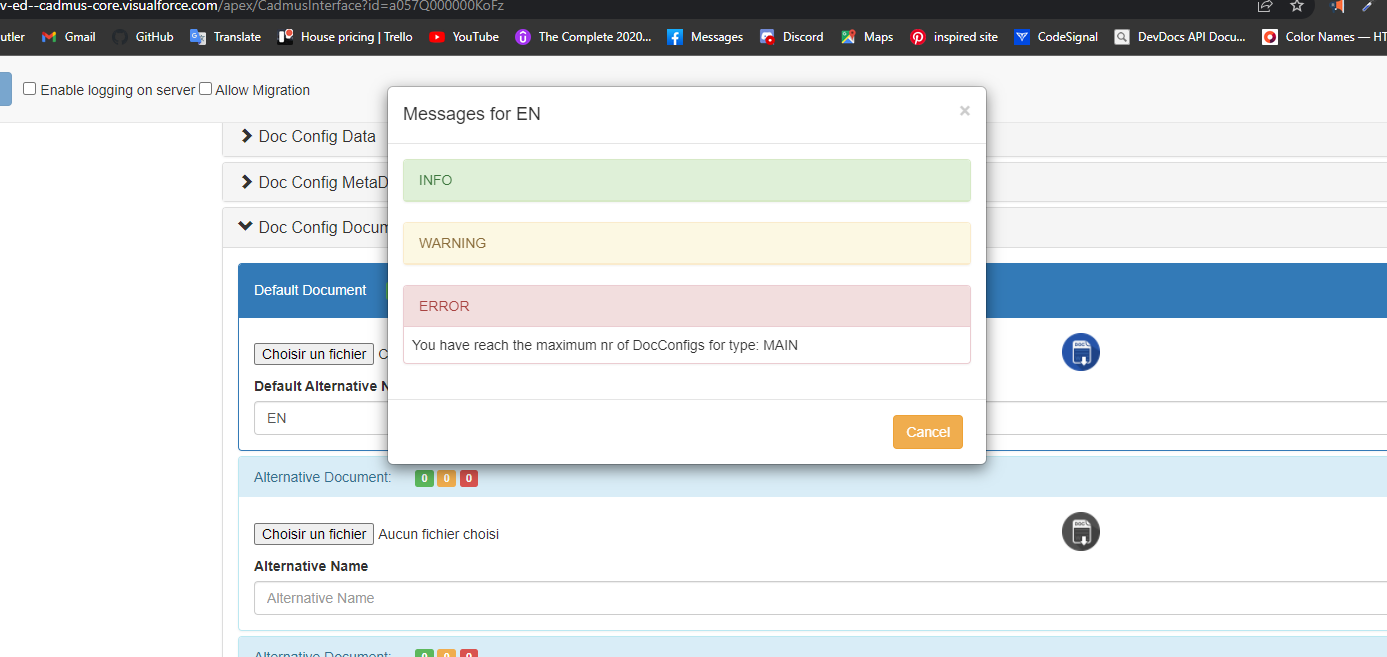 v-ed--cadmus-core.visualforce.com/apex/CadmusInterface?id=a057Q000000KoFz
utler Gmail GitHub Translate House pricing | Trello YouTube The Complete 2020... Messages Discord Maps inspired site CodeSignal DevDocs API Docu... Color Names — HT
Enable logging on server Allow Migration
Messages for EN ×
Doc Config Data
INFO
Doc Config MetaD
Doc Config Docum
WARNING
Default Document
ERROR
You have reach the maximum nr of DocConfigs for type: MAIN
Choisir un fichier C
DOC
Default Alternative N
EN
Cancel
Alternative Document: 0 0 0
Choisir un fichier Aucun fichier choisi
DOC
Alternative Name
Alternative Name
Alternative Document: 0 0 0